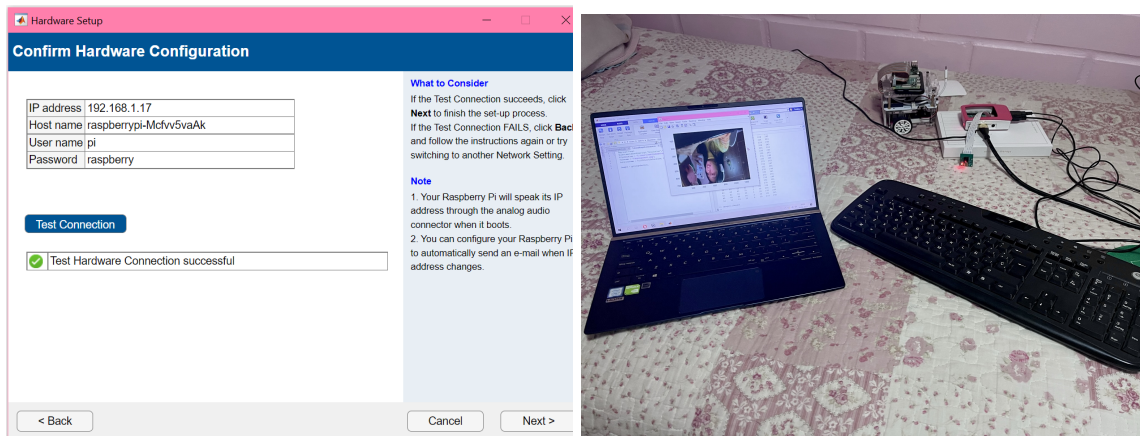 Hardware Setup
Confirm Hardware Configuration
IP address 192.168.1.17
Host name raspberrypi-Mcfvv5vaAk
User name pi
Password raspberry
Test Connection
Test Hardware Connection successful
What to Consider
If the Test Connection succeeds, click
Next to finish the set-up process.
If the Test Connection FAILS, click Bac
and follow the instructions again or try
switching to another Network Setting.
Note
1. Your Raspberry Pi will speak its IP
address through the analog audio
connector when it boots.
2. You can configure your Raspberry Pi
to automatically send an e-mail when IP
address changes.
< Back
Cancel
Next >